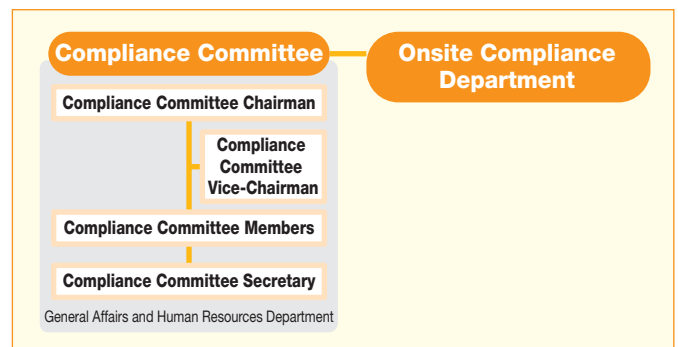 Compliance Committee
Onsite Compliance
Department
Compliance Committee Chairman
Compliance
Committee
Vice-Chairman
Compliance Committee Members
Compliance Committee Secretary
General Affairs and Human Resources Department